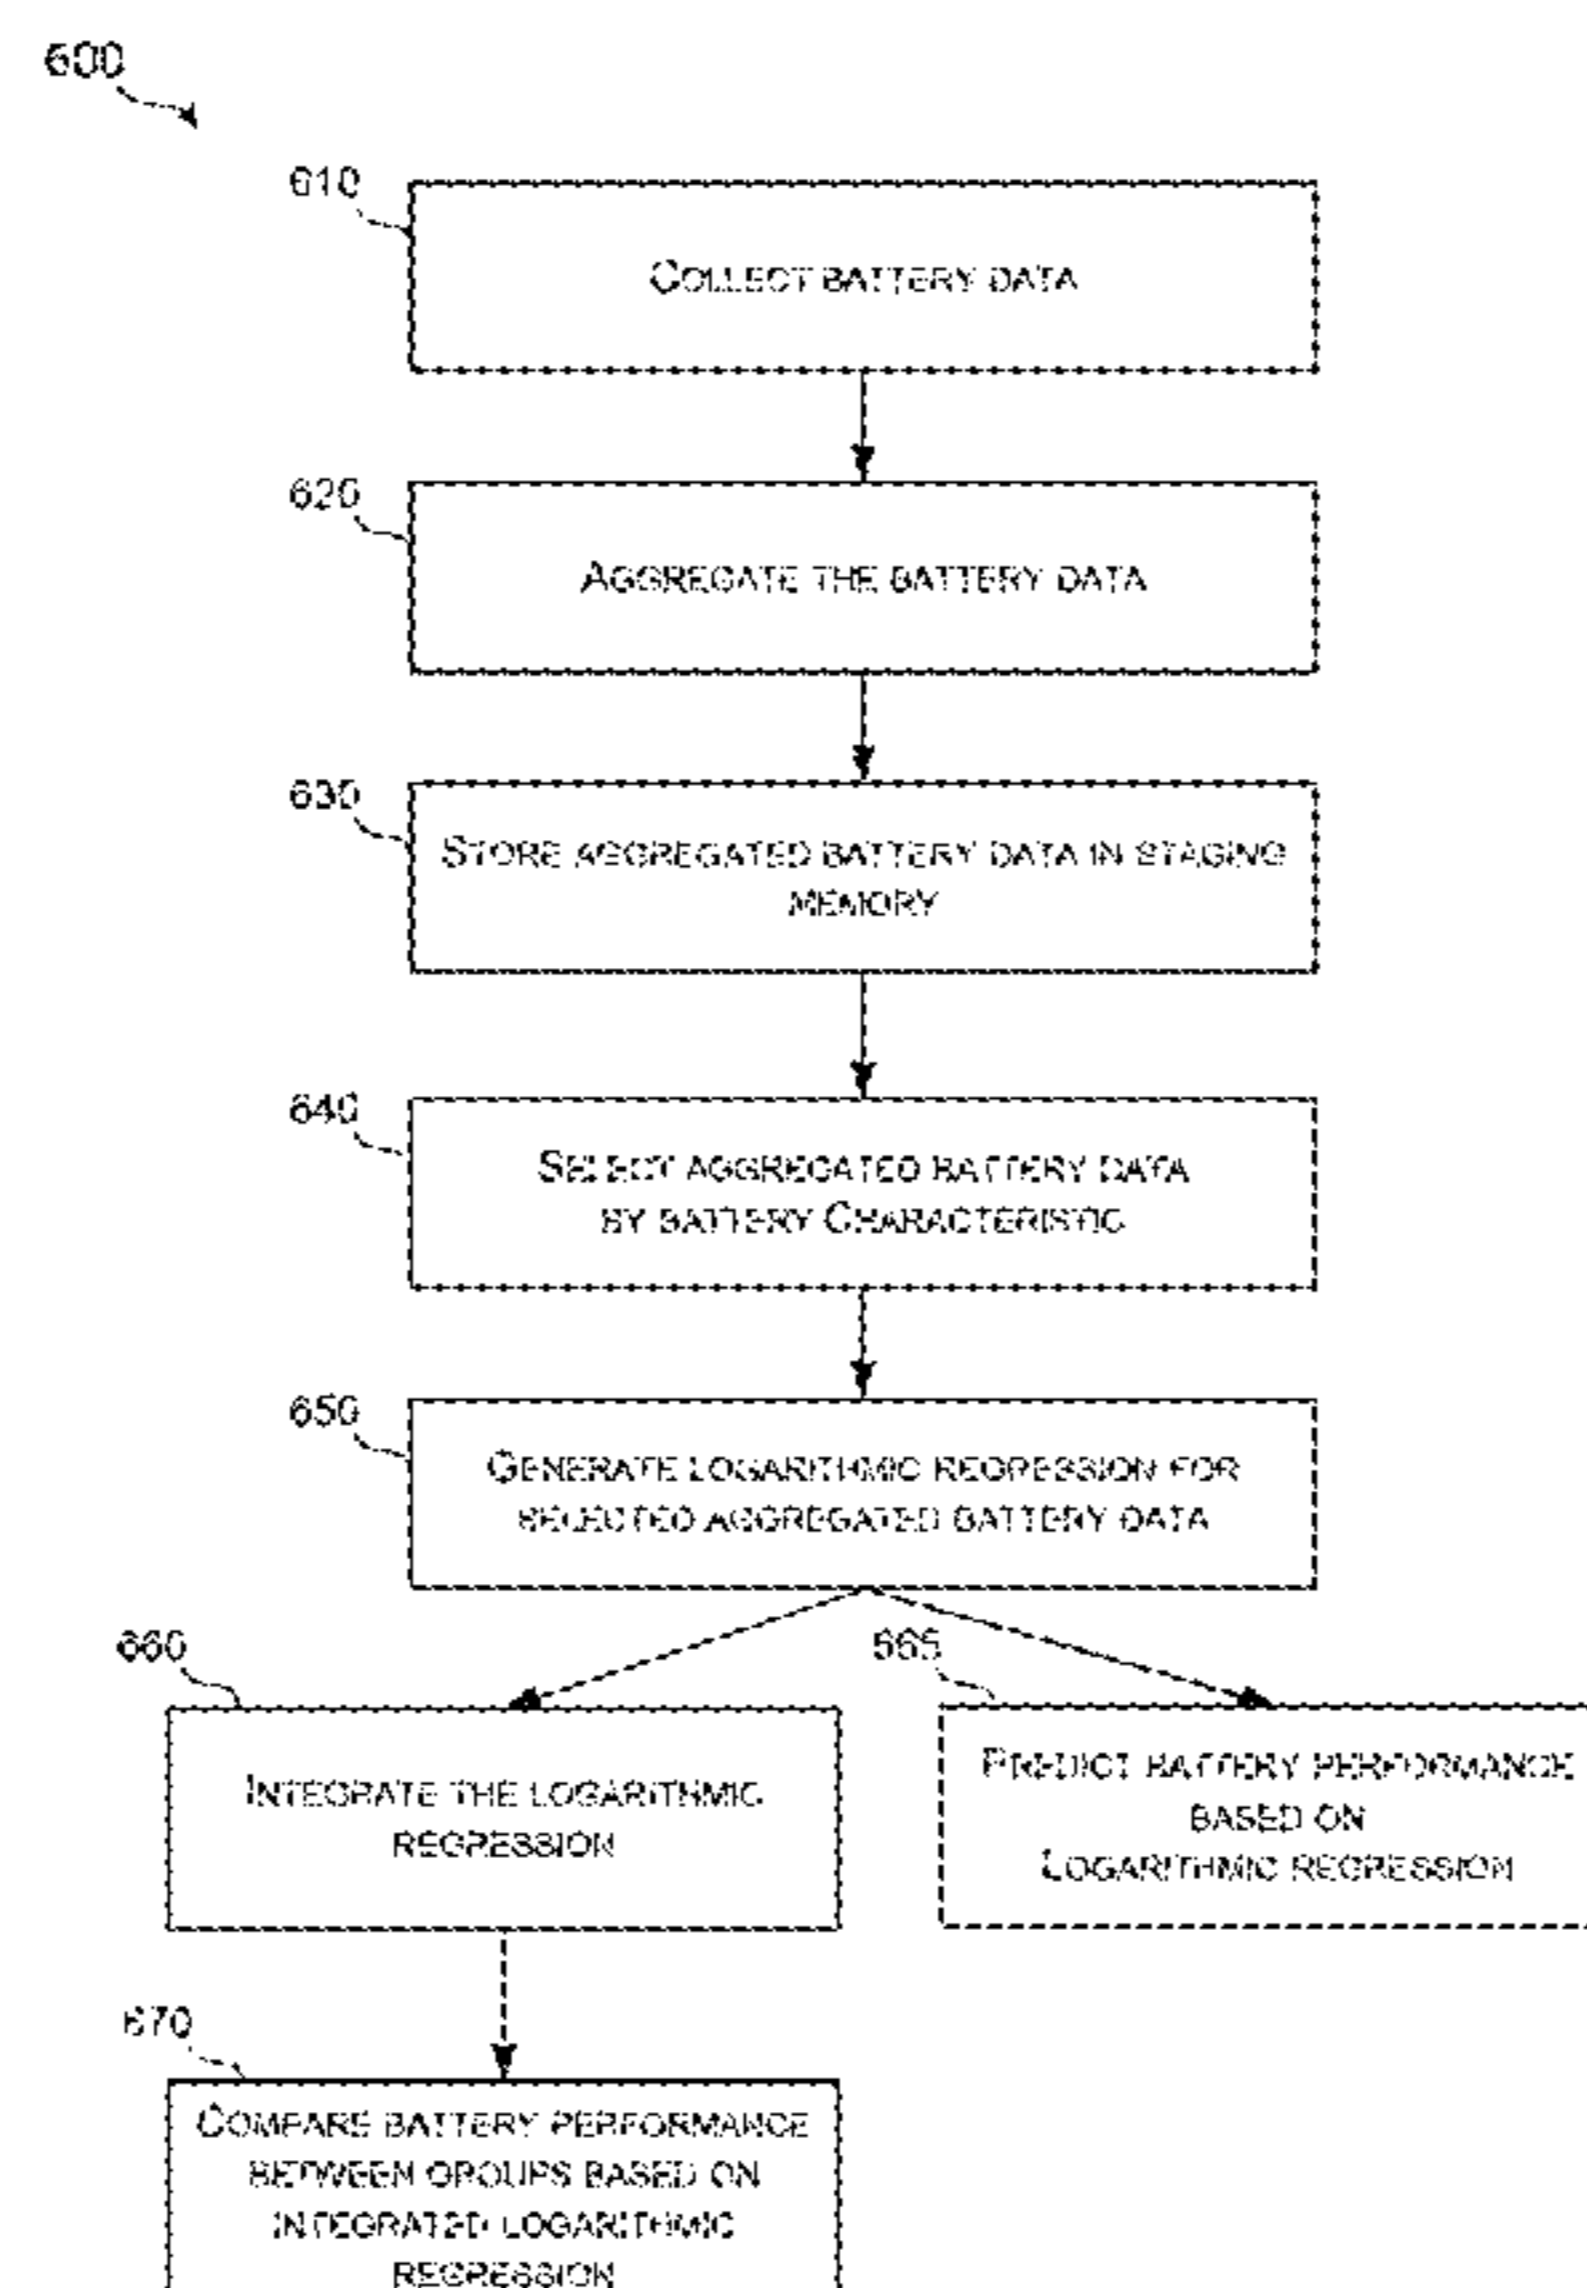 600
610
COLLECT BATTERY DATA
620
AGGREGATE THE BATTERY DATA
630
STORE AGGREGATED BATTERY DATA IN STAGING
MEMORY
640
SELECT AGGREGATED BATTERY DATA
BY BATTERY CHARACTERISTIC
650
GENERATE LOGARITHMIC REGRESSION FOR
SELECTED AGGREGATED BATTERY DATA
660
INTEGRATE THE LOGARITHMIC
REGRESSION
665
PREDICT BATTERY PERFORMANCE
BASED ON
LOGARITHMIC REGRESSION
670
COMPARE BATTERY PERFORMANCE
BETWEEN GROUPS BASED ON
INTEGRATED LOGARITHMIC
REGRESSION